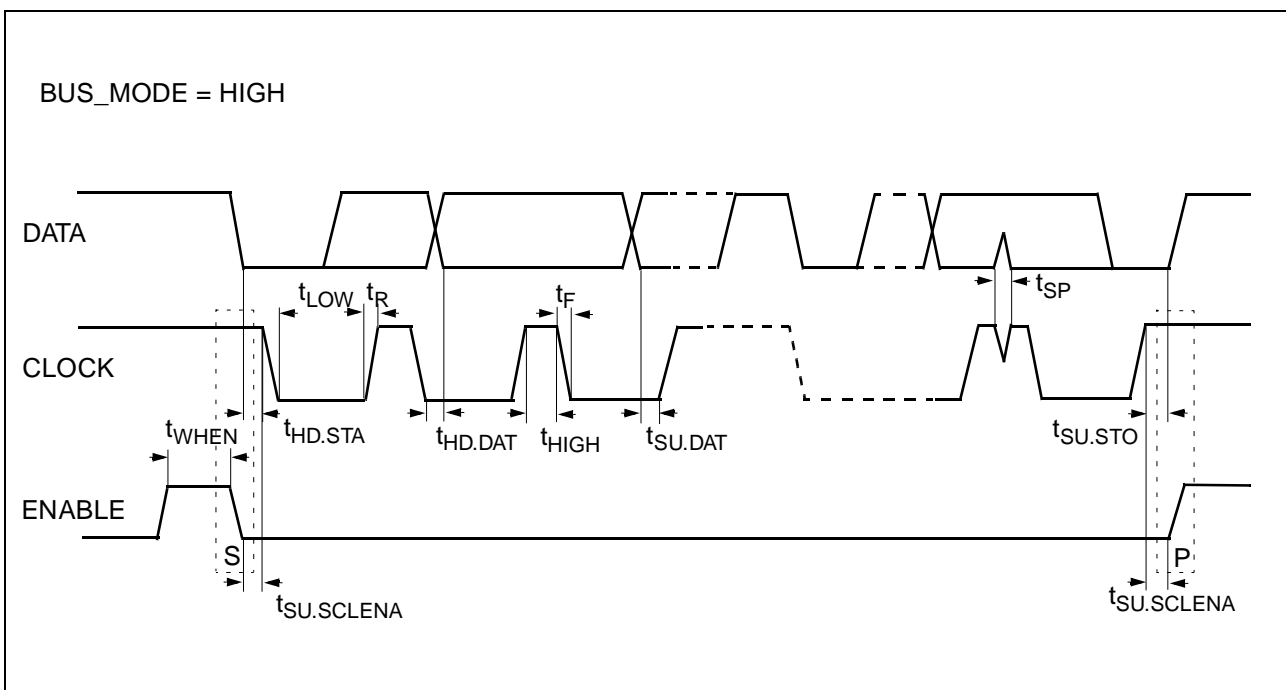 BUS_MODE = HIGH
DATA
tLOW tR tF tSP
CLOCK
tWHEN tHD.STA tHD.DAT tHIGH tSU.DAT tSU.STO
ENABLE
S P
tSU.SCLENA tSU.SCLENA